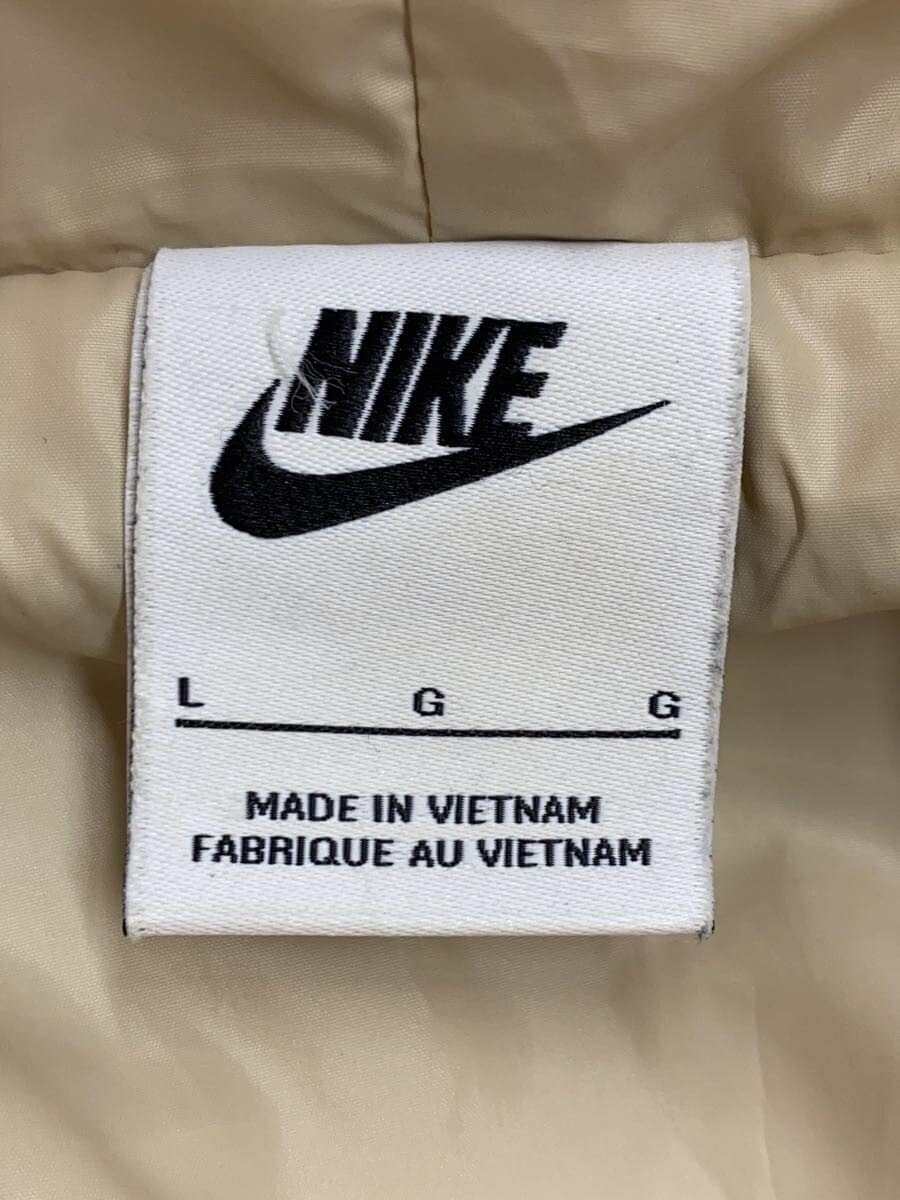 NIKE
L G G
MADE IN VIETNAM
FABRIQUE AU VIETNAM